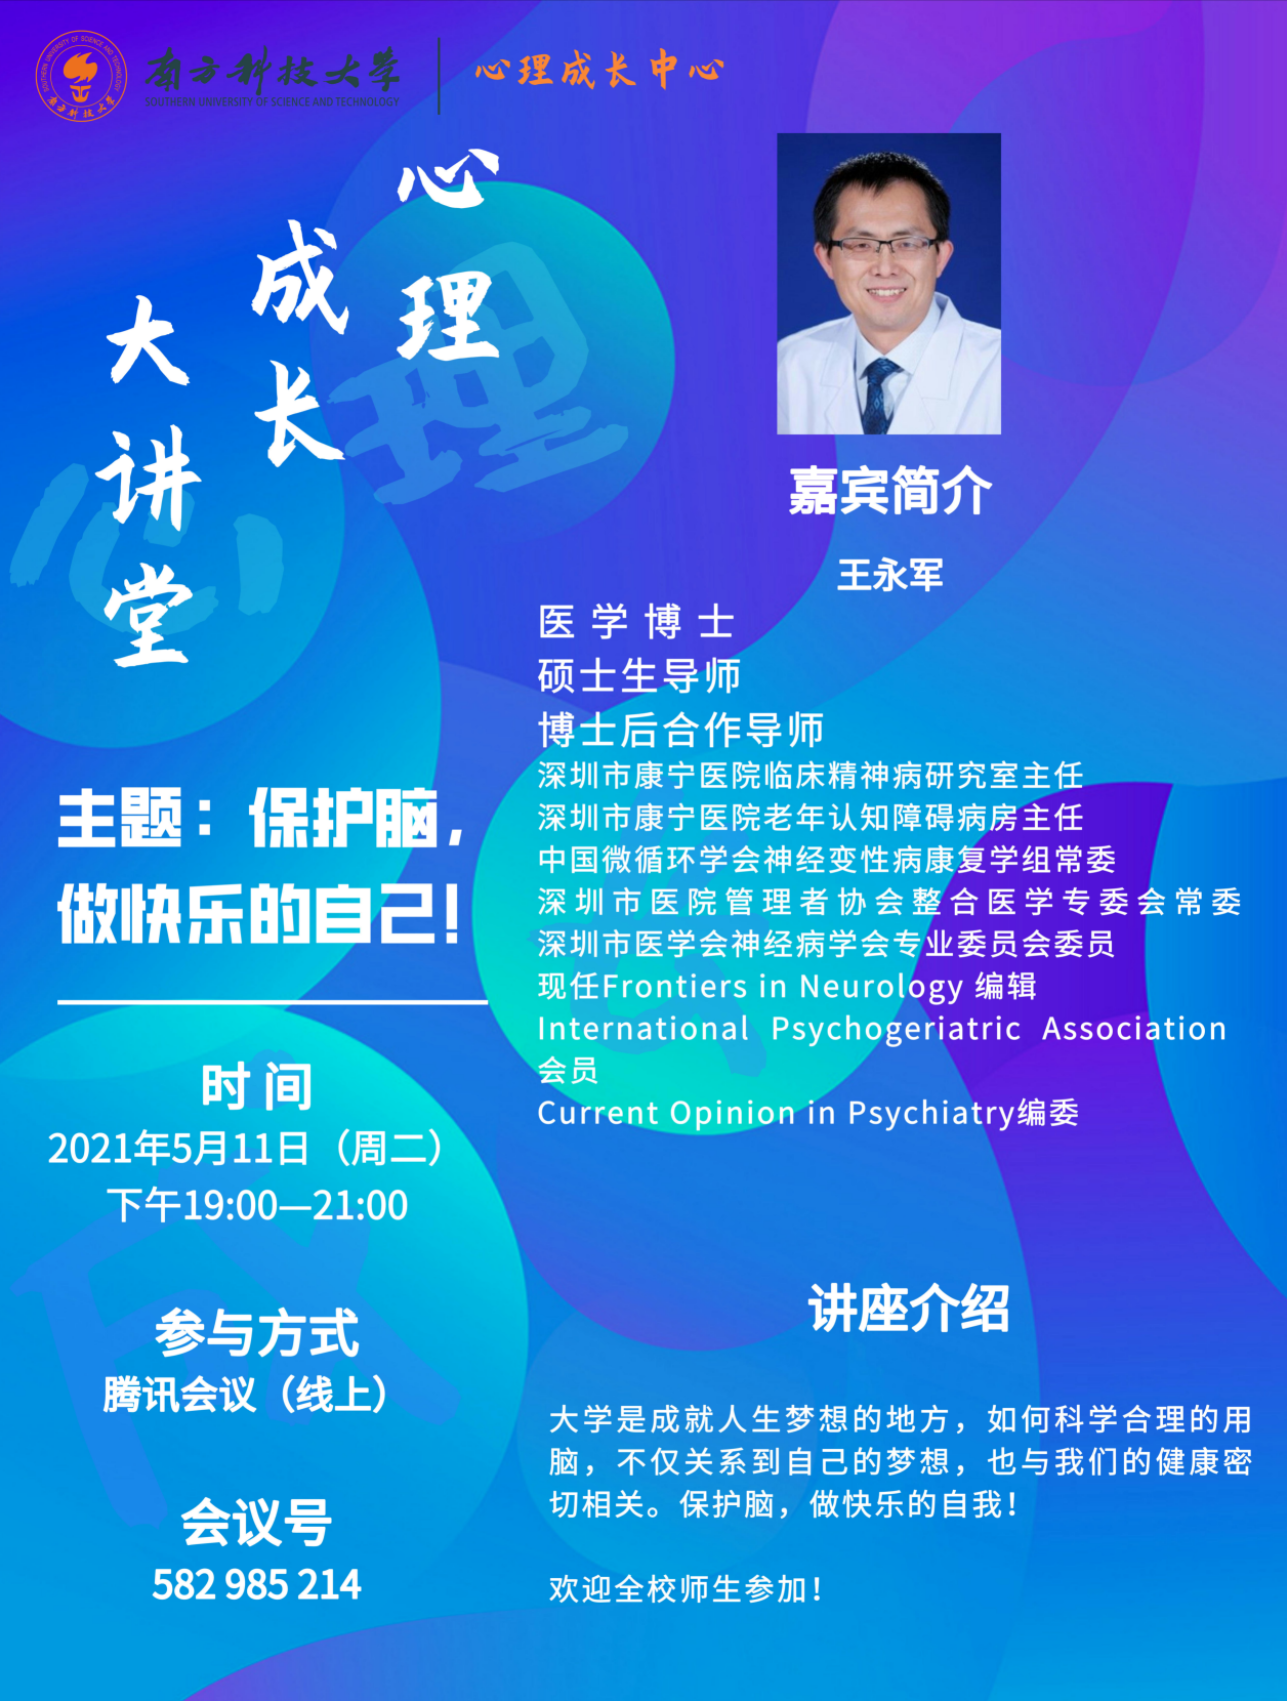 南方科技大学
SOUTHERN UNIVERSITY OF SCIENCE AND TECHNOLOGY
心理成长中心
心理
成长
大讲堂
主题：保护脑，
做快乐的自己！
时 间
2021年5月11日（周二）
下午19:00—21:00
参与方式
腾讯会议（线上）
会议号
582 985 214
嘉宾简介
王永军
医 学 博 士
硕士生导师
博士后合作导师
深圳市康宁医院临床精神病研究室主任
深圳市康宁医院老年认知障碍病房主任
中国微循环学会神经变性病康复学组常委
深圳市医院管理者协会整合医学专委会常委
深圳市医学会神经病学会专业委员会委员
现任Frontiers in Neurology 编辑
International Psychogeriatric Association
会员
Current Opinion in Psychiatry编委
讲座介绍
大学是成就人生梦想的地方，如何科学合理的用
脑，不仅关系到自己的梦想，也与我们的健康密
切相关。保护脑，做快乐的自我！
欢迎全校师生参加！